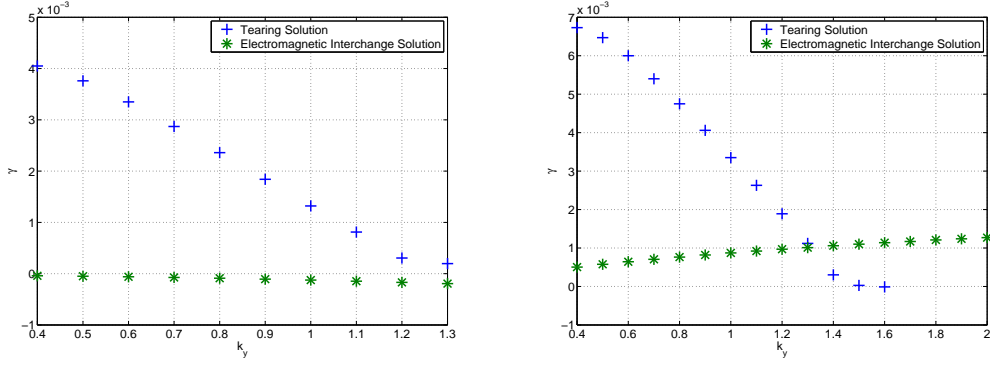 5 x 10⁻³
Tearing Solution
Electromagnetic Interchange Solution
4
3
2
1
0
−1
γ
0.4 0.5 0.6 0.7 0.8 0.9 1 1.1 1.2 1.3
k_y
7 x 10⁻³
Tearing Solution
Electromagnetic Interchange Solution
6
5
4
3
2
1
0
−1
γ
0.4 0.6 0.8 1 1.2 1.4 1.6 1.8 2
k_y